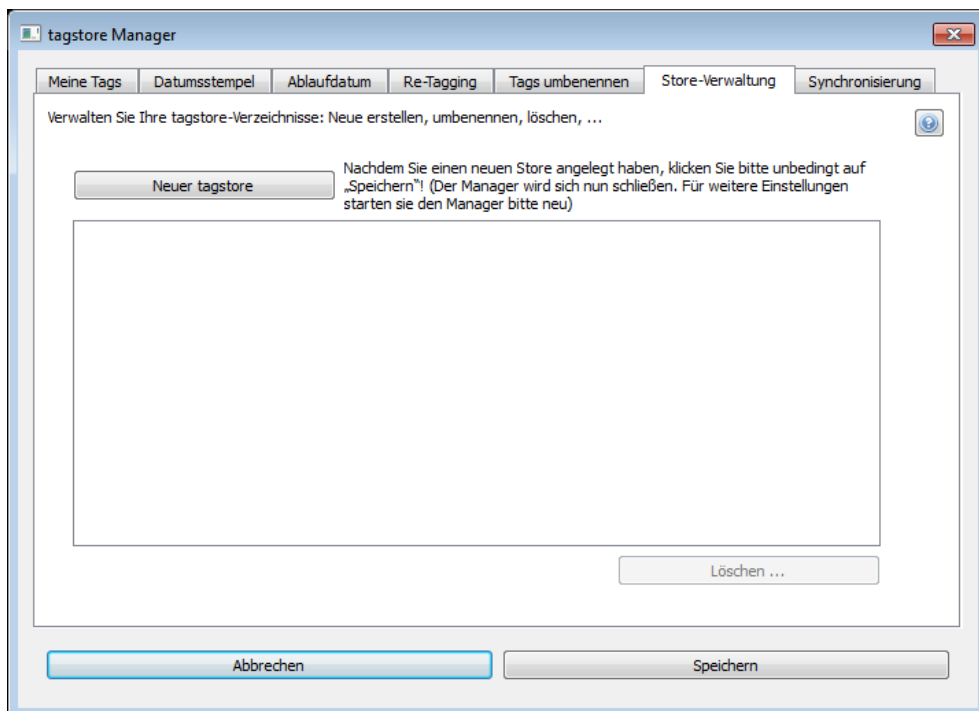 tagstore Manager
Meine Tags Datumsstempel Ablaufdatum Re-Tagging Tags umbenennen Store-Verwaltung Synchronisierung
Verwalten Sie Ihre tagstore-Verzeichnisse: Neue erstellen, umbenennen, löschen, ...
Neuer tagstore
Nachdem Sie einen neuen Store angelegt haben, klicken Sie bitte unbedingt auf
„Speichern“! (Der Manager wird sich nun schließen. Für weitere Einstellungen
starten sie den Manager bitte neu)
Löschen ...
Abbrechen Speichern